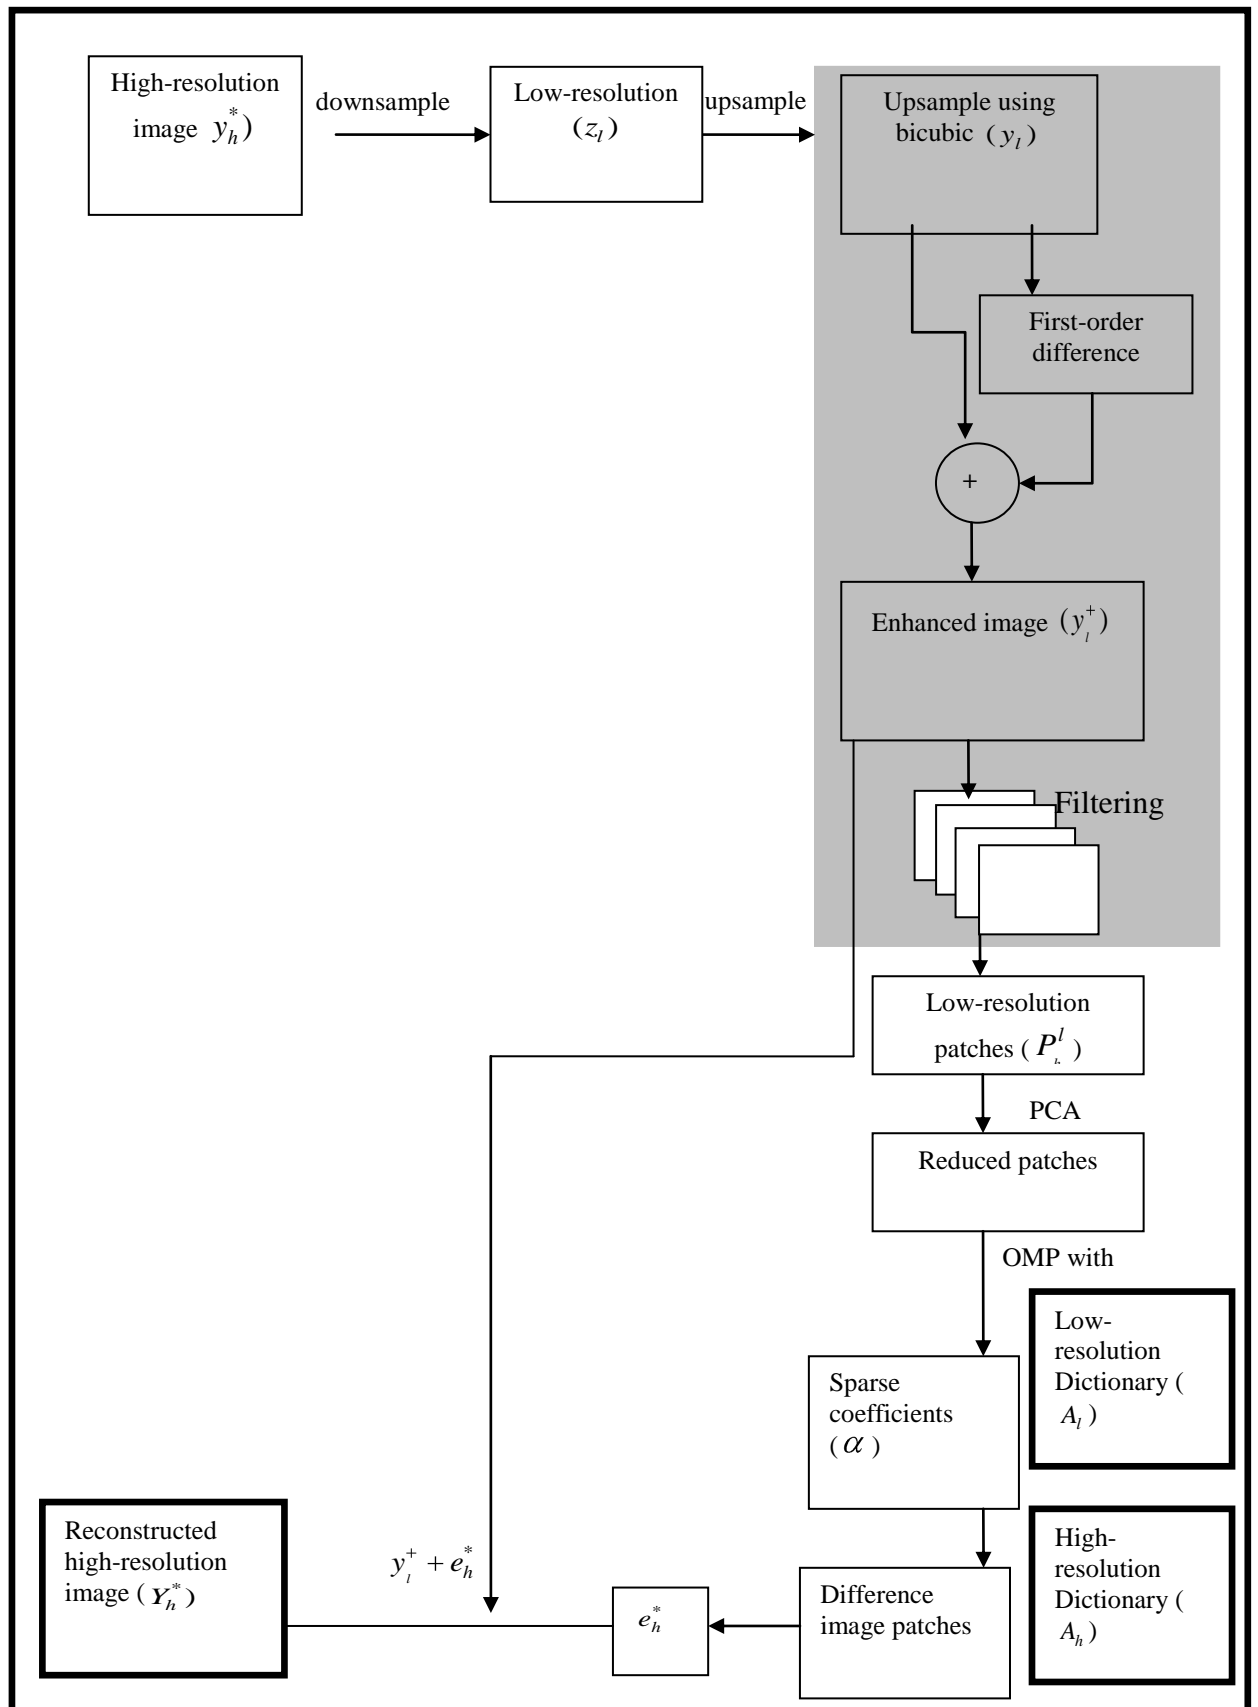 High-resolution
image y_h^*)
downsample
Low-resolution
(z_l)
upsample
Upsample using
bicubic (y_l)
First-order
difference
+
Enhanced image (y_l^+)
Filtering
Low-resolution
patches (P^l)
PCA
Reduced patches
OMP with
Low-
resolution
Dictionary (
A_l)
Sparse
coefficients
(α)
High-
resolution
Dictionary (
A_h)
Difference
image patches
e_h^*
y_l^+ + e_h^*
Reconstructed
high-resolution
image (Y_h^*)